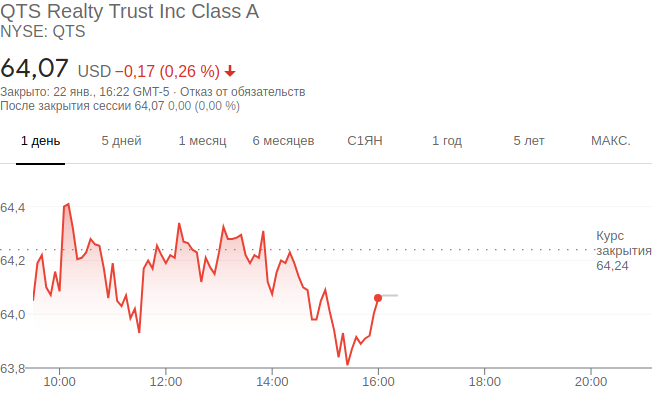 QTS Realty Trust Inc Class A
NYSE: QTS
64,07 USD −0,17 (0,26 %)
Закрыто: 22 янв., 16:22 GMT-5 · Отказ от обязательств
После закрытия сессии 64,07 0,00 (0,00 %)
1 день 5 дней 1 месяц 6 месяцев С1ЯН 1 год 5 лет МАКС.
64,4
64,2
64,0
63,8
Курс
закрытия
64,24
10:00 12:00 14:00 16:00 18:00 20:00